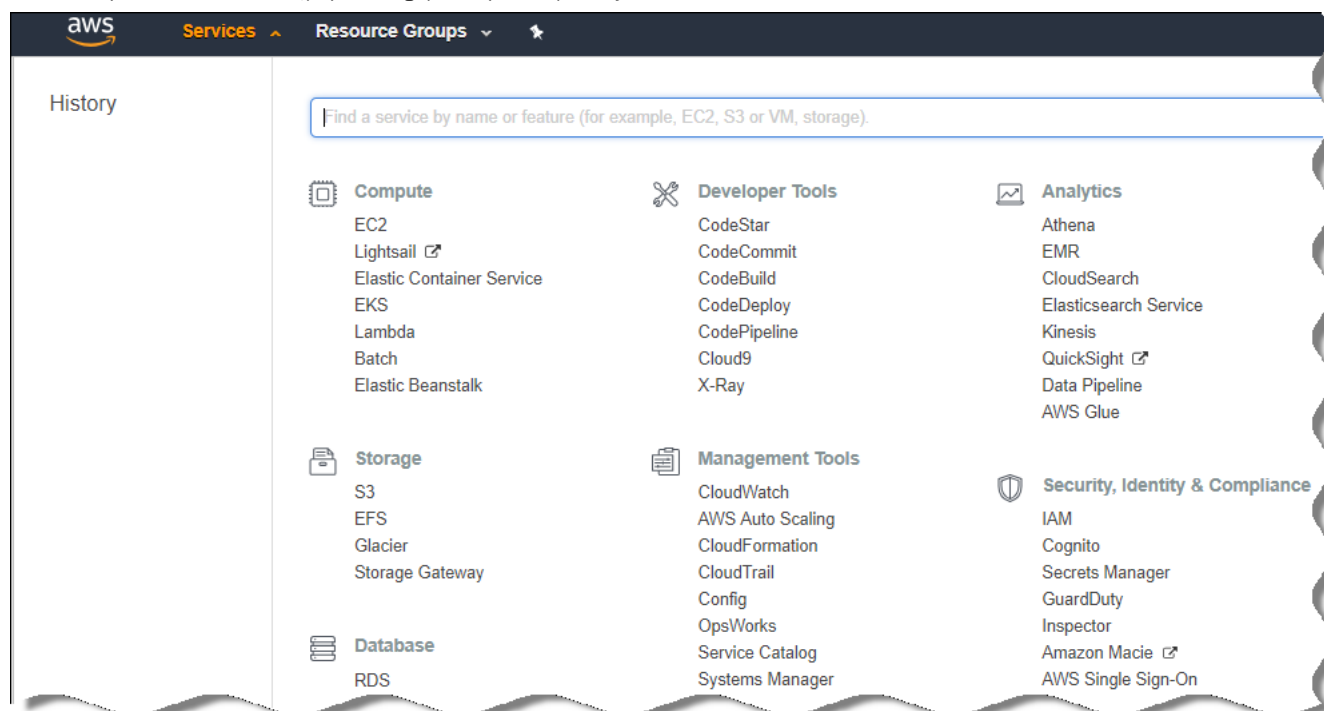 aws Services Resource Groups
History
Find a service by name or feature (for example, EC2, S3 or VM, storage).
Compute
EC2
Lightsail
Elastic Container Service
EKS
Lambda
Batch
Elastic Beanstalk
Storage
S3
EFS
Glacier
Storage Gateway
Database
RDS
Developer Tools
CodeStar
CodeCommit
CodeBuild
CodeDeploy
CodePipeline
Cloud9
X-Ray
Management Tools
CloudWatch
AWS Auto Scaling
CloudFormation
CloudTrail
Config
OpsWorks
Service Catalog
Systems Manager
Analytics
Athena
EMR
CloudSearch
Elasticsearch Service
Kinesis
QuickSight
Data Pipeline
AWS Glue
Security, Identity & Compliance
IAM
Cognito
Secrets Manager
GuardDuty
Inspector
Amazon Macie
AWS Single Sign-On